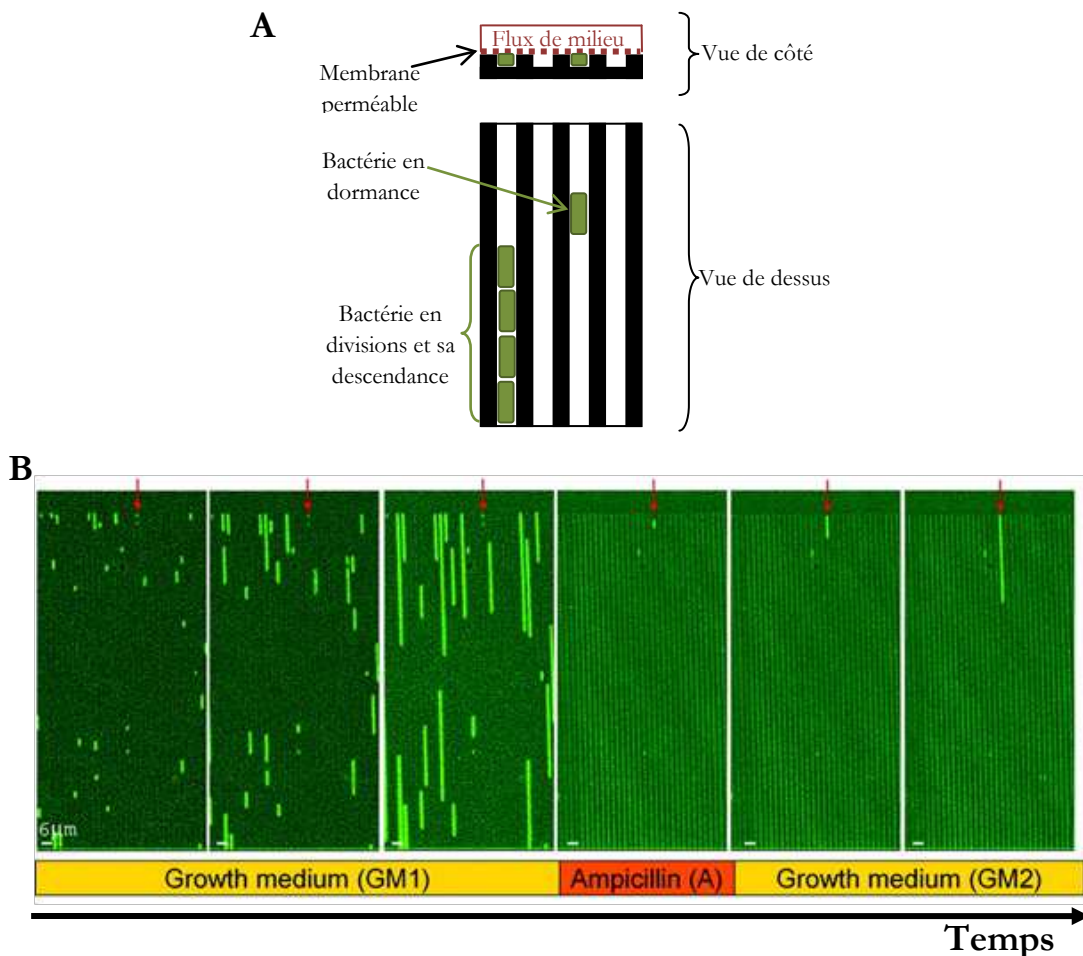 A
Flux de milieu
Vue de côté
Membrane
perméable
Bactérie en
dormance
Vue de dessus
Bactérie en
divisions et sa
descendance
B
6µm
Growth medium (GM1)
Ampicillin (A)
Growth medium (GM2)
Temps